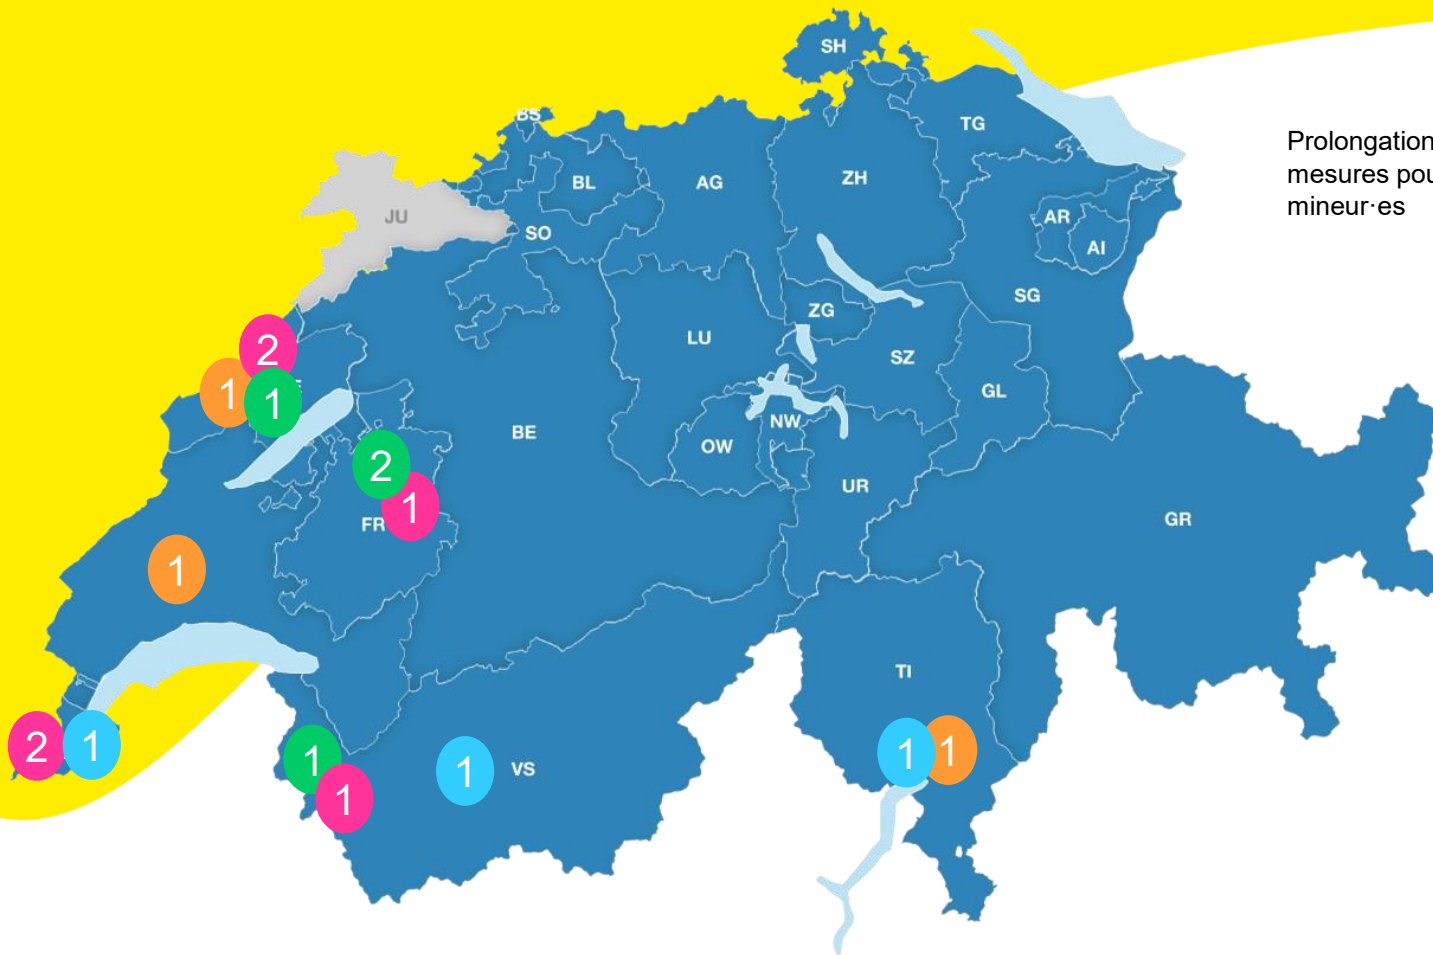 SH
BS
TG
Prolongation
mesures pou
mineur·es
BL
AG
ZH
JU
AR
SO
AI
SG
ZG
LU
2
SZ
1
1
GL
NW
BE
OW
2
UR
1
FR
GR
1
TI
2
1
1
1
1
VS
1
1